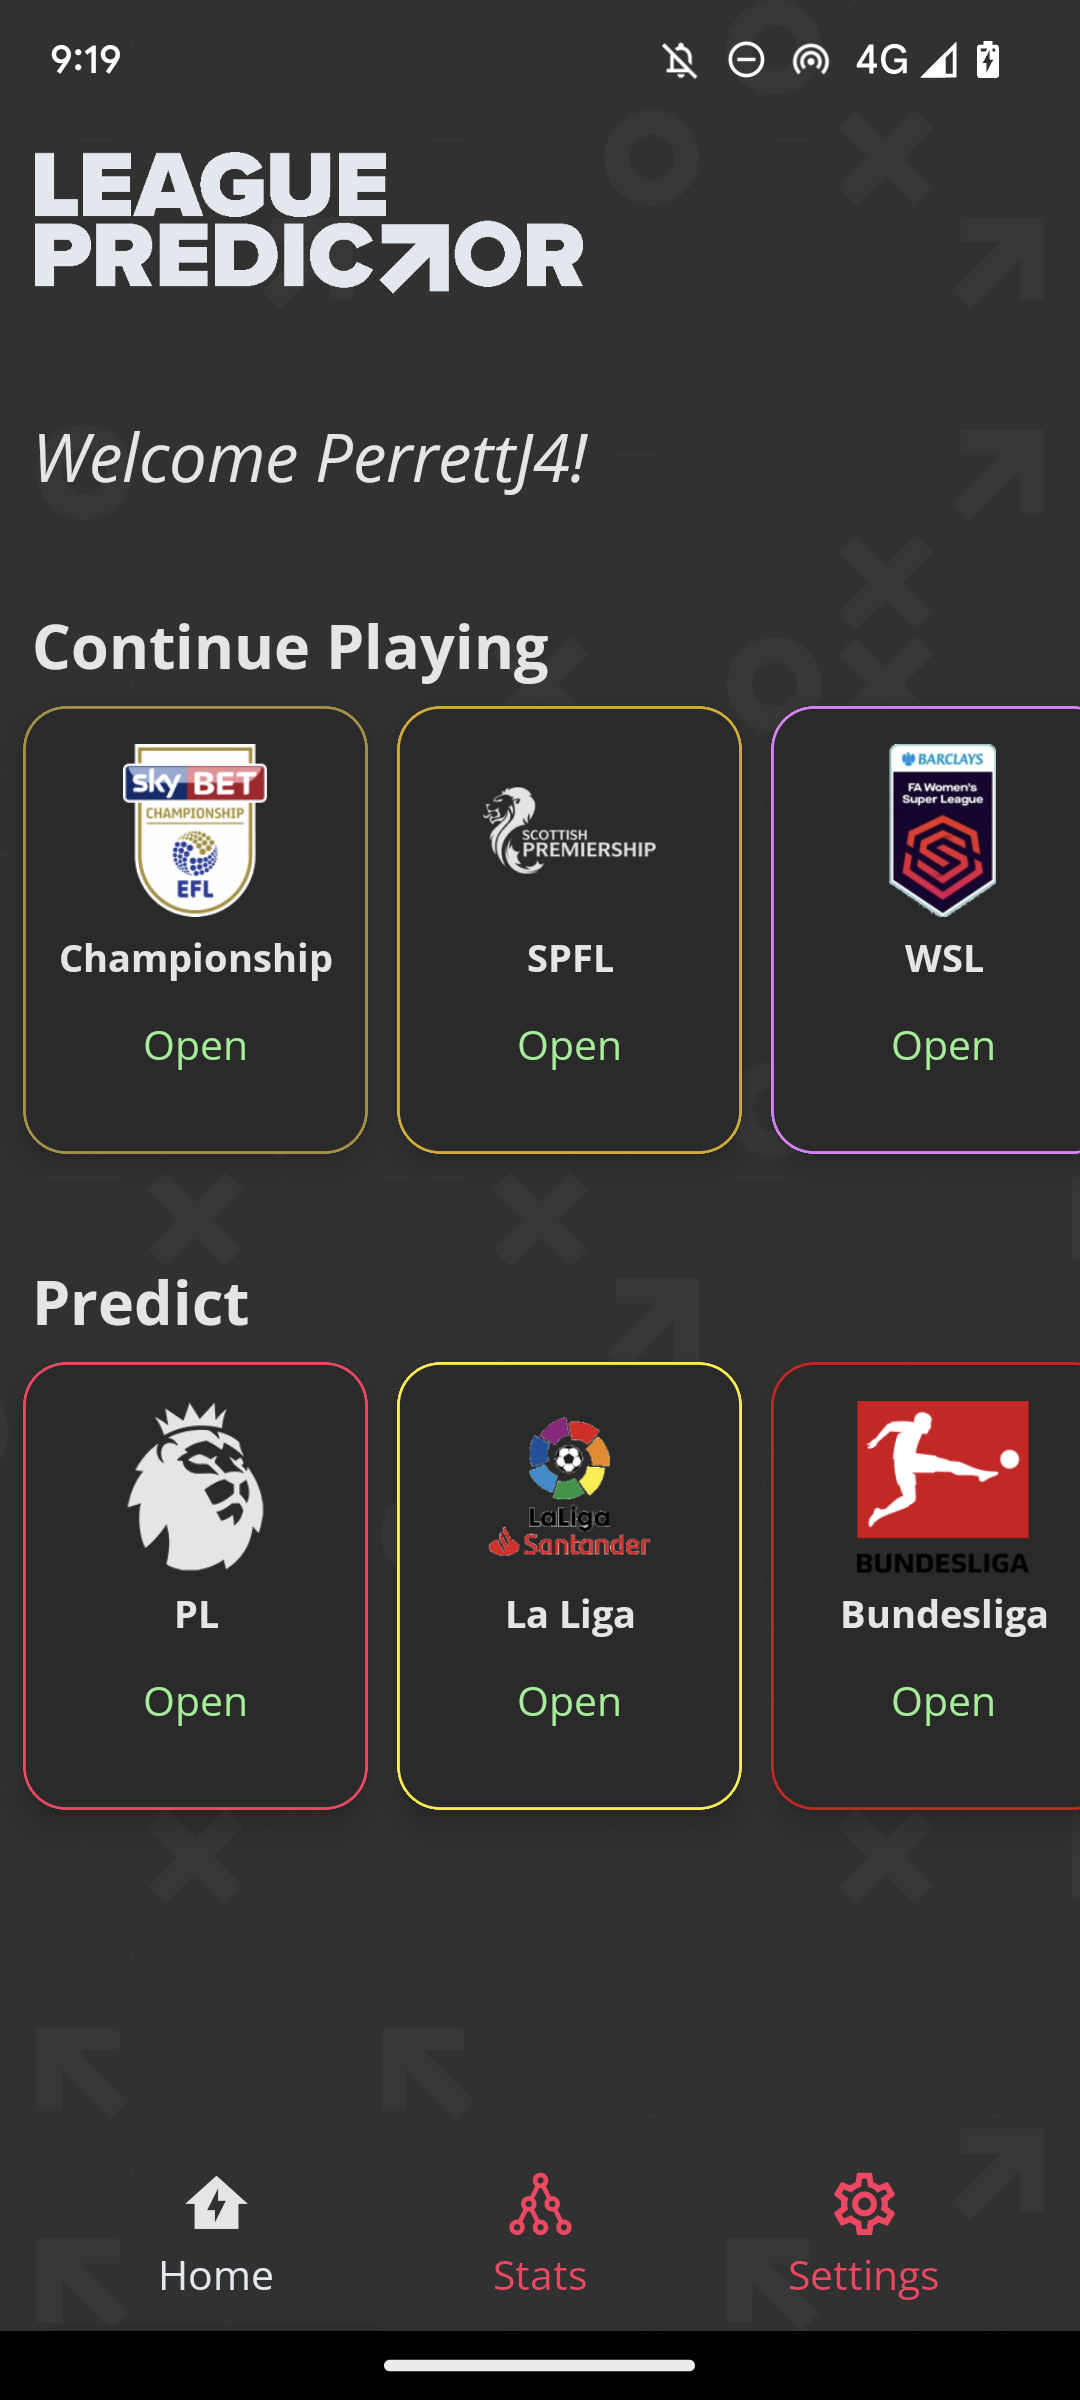 9:19
4G
LEAGUE
PREDICTOR
Welcome PerrettJ4!
Continue Playing
sky BET
CHAMPIONSHIP
EFL
Championship
Open
SCOTTISH
PREMIERSHIP
SPFL
Open
BARCLAYS
FA Women's
Super League
WSL
Open
Predict
PL
Open
LaLiga
Santander
La Liga
Open
BUNDESLIGA
Bundesliga
Open
Home
Stats
Settings